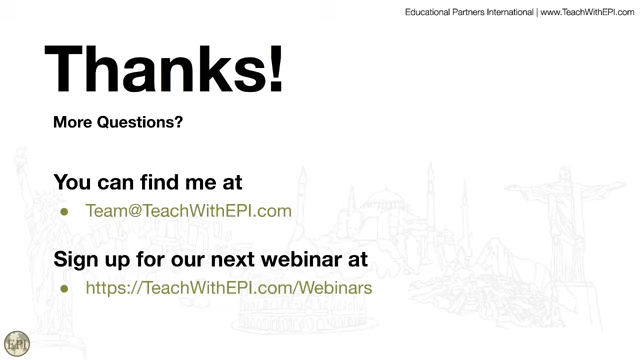 Educational Partners International | www.TeachWithEPI.com
Thanks!
More Questions?
You can find me at
● Team@TeachWithEPI.com
Sign up for our next webinar at
● https://TeachWithEPI.com/Webinars
EPI